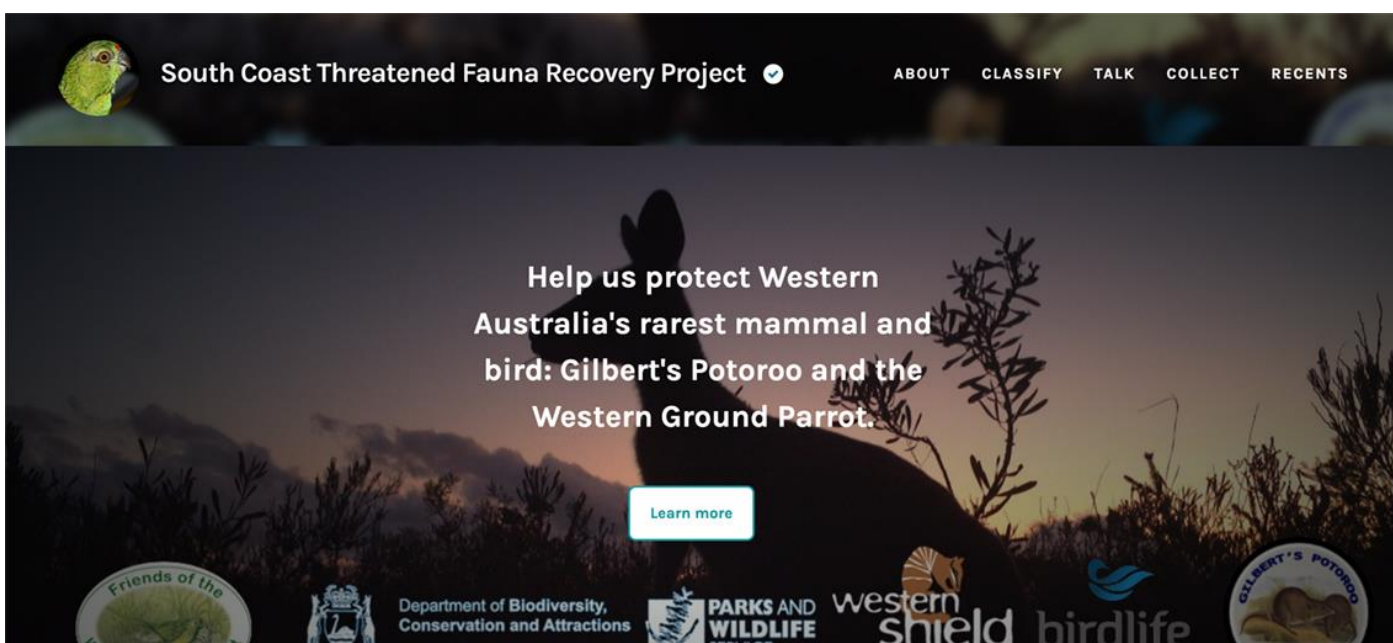 South Coast Threatened Fauna Recovery Project
ABOUT CLASSIFY TALK COLLECT RECENTS
Help us protect Western
Australia's rarest mammal and
bird: Gilbert's Potoroo and the
Western Ground Parrot.
Learn more
Friends of the
Department of Biodiversity,
Conservation and Attractions
PARKS AND
WILDLIFE
western
shield
birdlife
GILBERT'S POTOROO